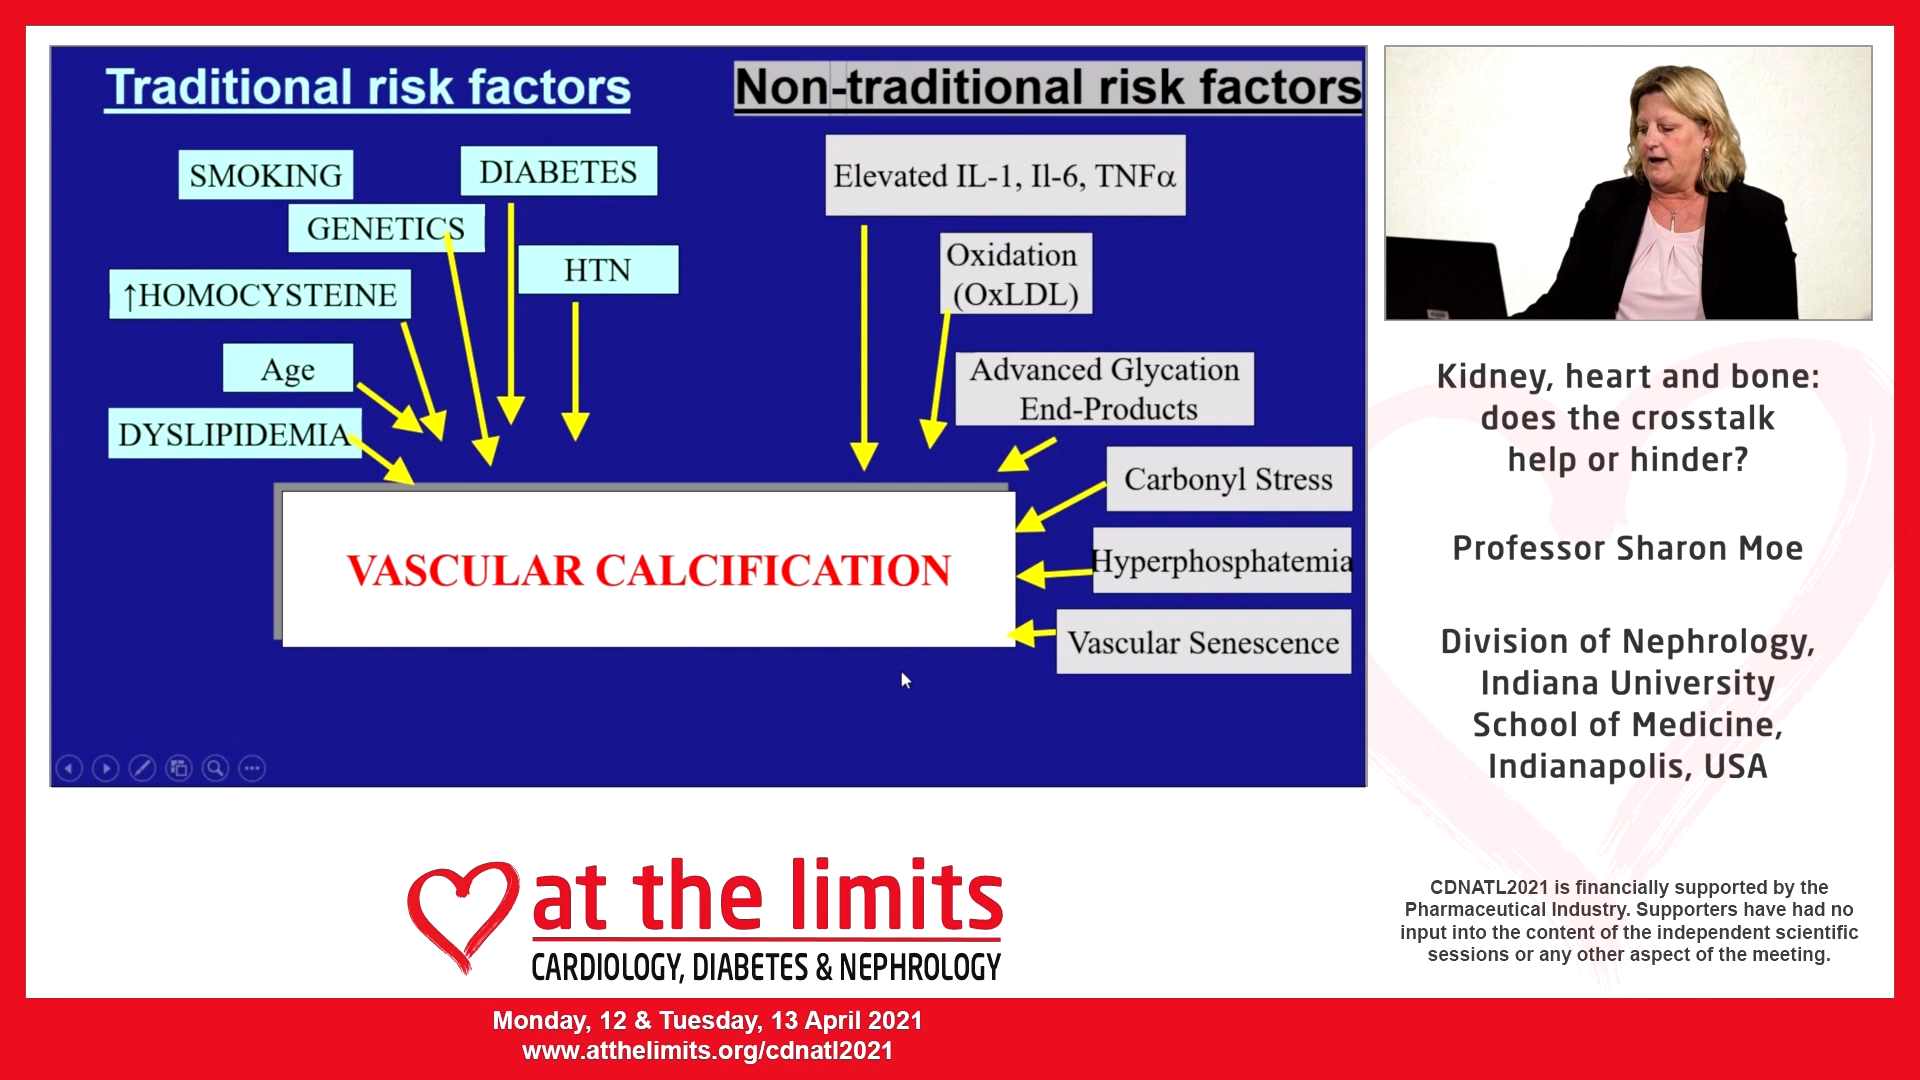 Traditional risk factors
Non-traditional risk factors
SMOKING
DIABETES
GENETICS
HTN
↑HOMOCYSTEINE
Age
DYSLIPIDEMIA
Elevated IL-1, Il-6, TNFα
Oxidation
(OxLDL)
Advanced Glycation
End-Products
Carbonyl Stress
Hyperphosphatemia
Vascular Senescence
VASCULAR CALCIFICATION
Kidney, heart and bone:
does the crosstalk
help or hinder?
Professor Sharon Moe
Division of Nephrology,
Indiana University
School of Medicine,
Indianapolis, USA
at the limits
CARDIOLOGY, DIABETES & NEPHROLOGY
CDNATL2021 is financially supported by the
Pharmaceutical Industry. Supporters have had no
input into the content of the independent scientific
sessions or any other aspect of the meeting.
Monday, 12 & Tuesday, 13 April 2021
www.atthelimits.org/cdnatl2021